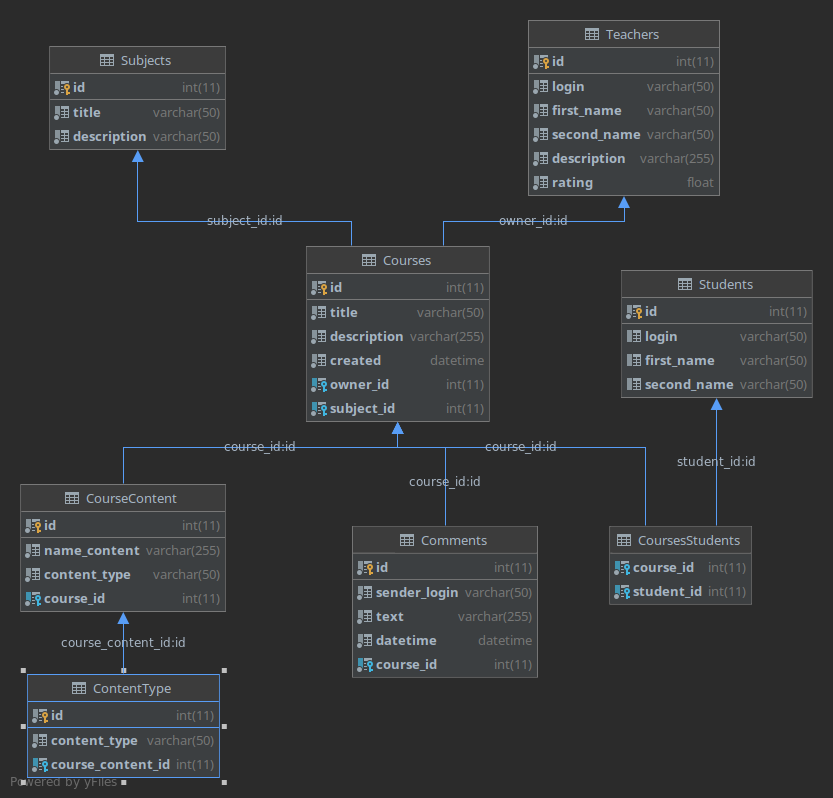 Subjects
id int(11)
title varchar(50)
description varchar(50)
Teachers
id int(11)
login varchar(50)
first_name varchar(50)
second_name varchar(50)
description varchar(255)
rating float
subject_id:id
owner_id:id
Courses
id int(11)
title varchar(50)
description varchar(255)
created datetime
owner_id int(11)
subject_id int(11)
Students
id int(11)
login varchar(50)
first_name varchar(50)
second_name varchar(50)
course_id:id
course_id:id
course_id:id
student_id:id
CourseContent
id int(11)
name_content varchar(255)
content_type varchar(50)
course_id int(11)
Comments
id int(11)
sender_login varchar(50)
text varchar(255)
datetime datetime
course_id int(11)
CoursesStudents
course_id int(11)
student_id int(11)
course_content_id:id
ContentType
id int(11)
content_type varchar(50)
course_content_id int(11)
Powered by yFiles